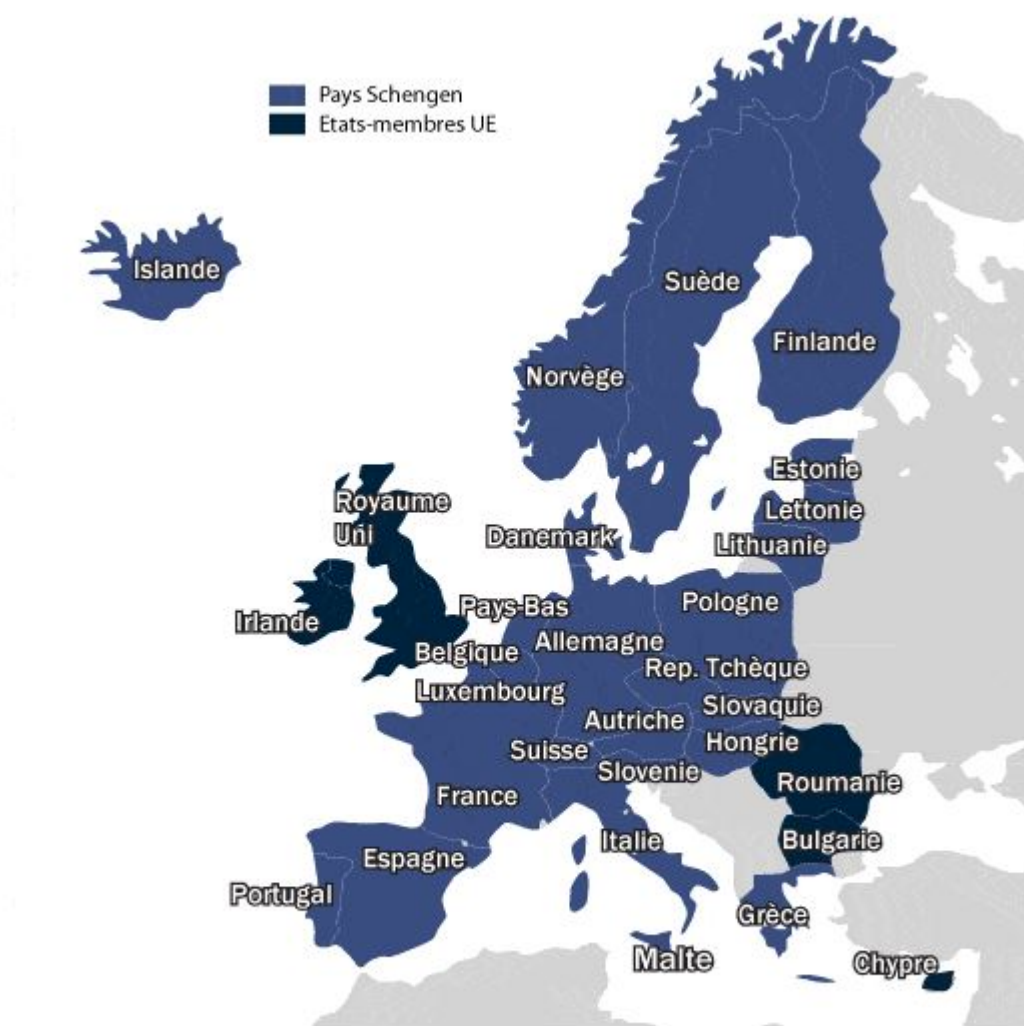 Pays Schengen
Etats-membres UE
Islande
Suède
Finlande
Norvège
Estonie
Royaume
Uni
Lettonie
Danemark
Lithuanie
Pays-Bas
Pologne
Irlande
Allemagne
Belgique
Rep. Tchèque
Luxembourg
Slovaquie
Autriche
Hongrie
Suisse
Slovenie
Roumanie
France
Italie
Bulgarie
Espagne
Portugal
Grèce
Malte
Chypre